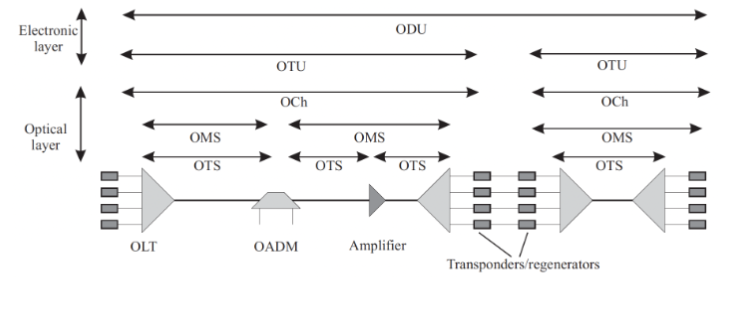 ODU
Electronic
layer
OTU
OTU
OCh
OCh
Optical
layer
OMS
OMS
OMS
OTS
OTS
OTS
OTS
OLT
OADM
Amplifier
Transponders/regenerators